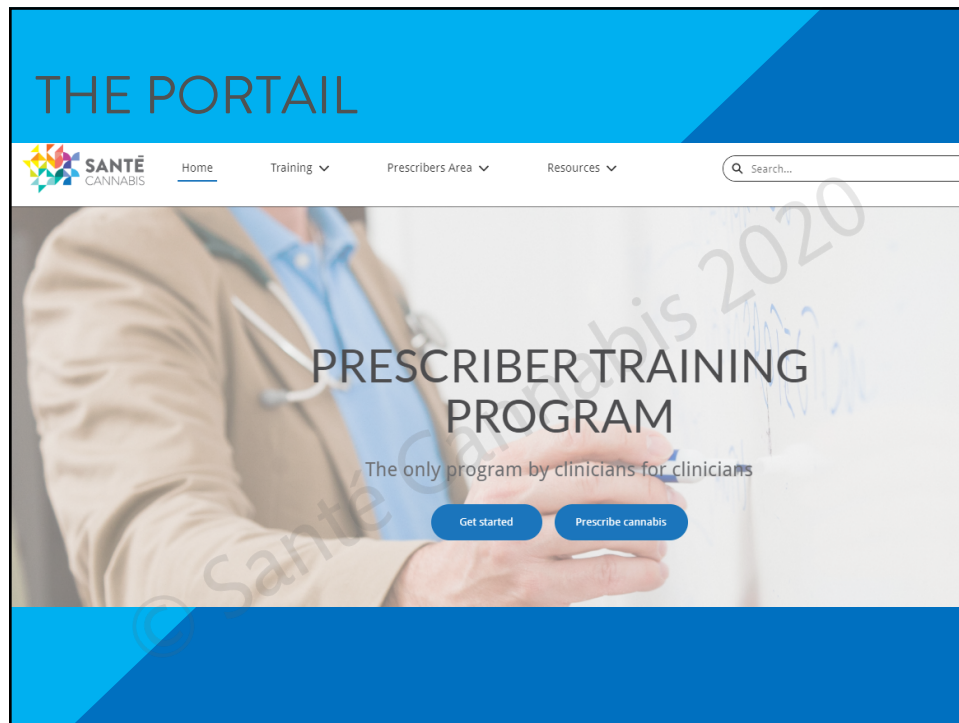 THE PORTAIL
SANTÉ
CANNABIS
Home
Training
Prescribers Area
Resources
Search...
PRESCRIBER TRAINING
PROGRAM
The only program by clinicians for clinicians
Get started
Prescribe cannabis
© Santé Cannabis 2020